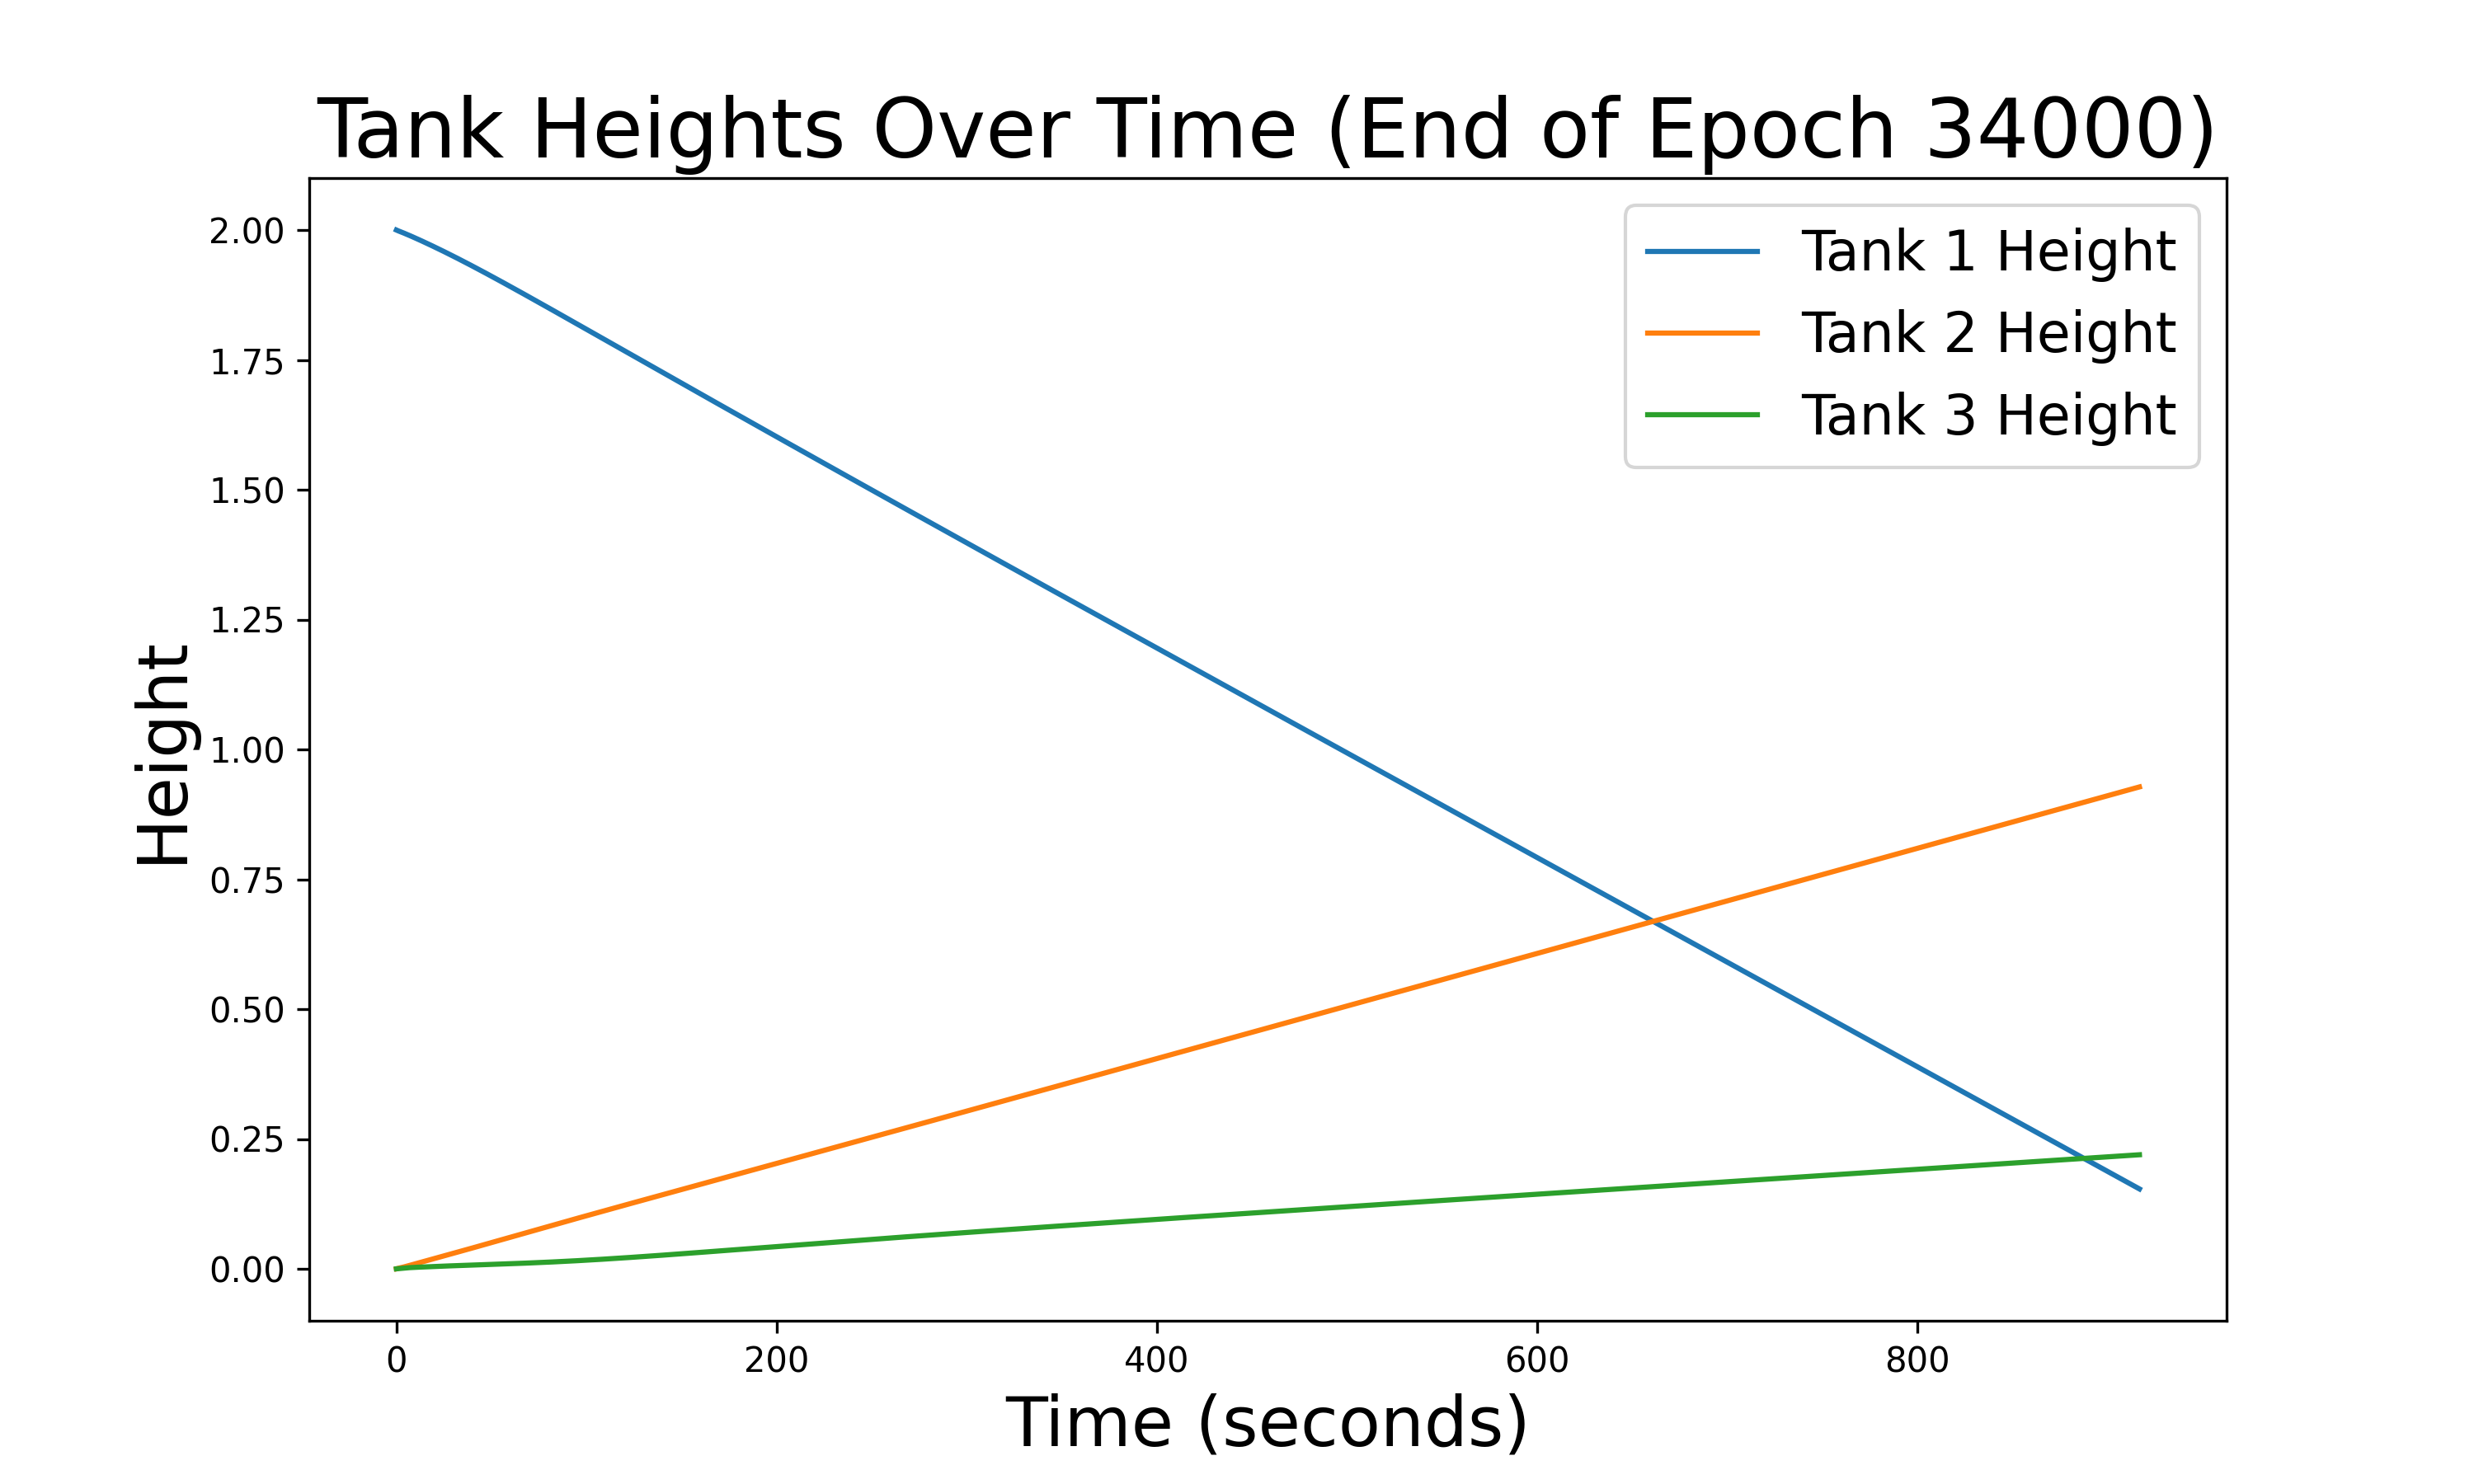 Tank Heights Over Time (End of Epoch 34000)
Tank 1 Height
Tank 2 Height
Tank 3 Height
Height
2.00
1.75
1.50
1.25
1.00
0.75
0.50
0.25
0.00
0 200 400 600 800
Time (seconds)